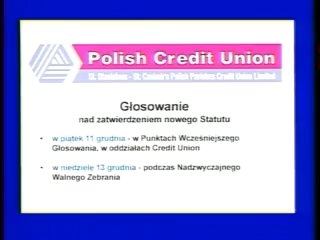 Polish Credit Union
St. Stanislaus - St. Casimir's Polish Parishes Credit Union Limited
Głosowanie
nad zatwierdzeniem nowego Statutu
• w piątek 11 grudnia - w Punktach Wcześniejszego
Głosowania, w oddziałach Credit Union
• w niedziele 13 grudnia - podczas Nadzwyczajnego
Walnego Zebrania